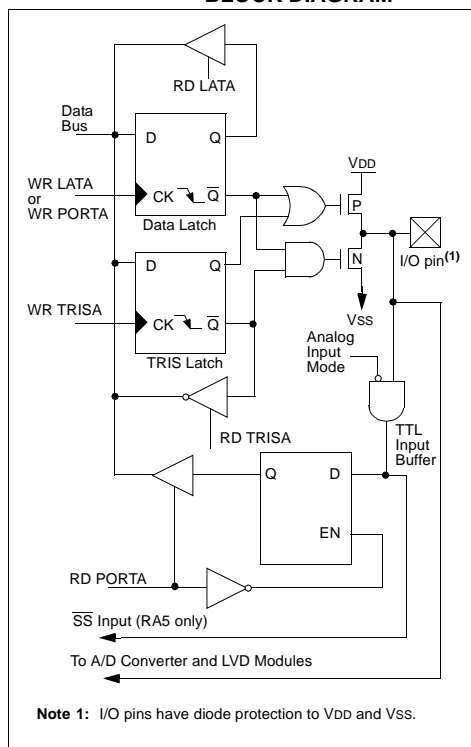 BLOCK DIAGRAM
RD LATA
Data
Bus
D Q
WR LATA
or
WR PORTA
CK Q̅
Data Latch
VDD
P
I/O pin(1)
N
VSS
D Q
WR TRISA
CK Q̅
TRIS Latch
Analog
Input
Mode
TTL
Input
Buffer
RD TRISA
Q D
EN
RD PORTA
S̅S̅ Input (RA5 only)
To A/D Converter and LVD Modules
Note 1: I/O pins have diode protection to VDD and VSS.